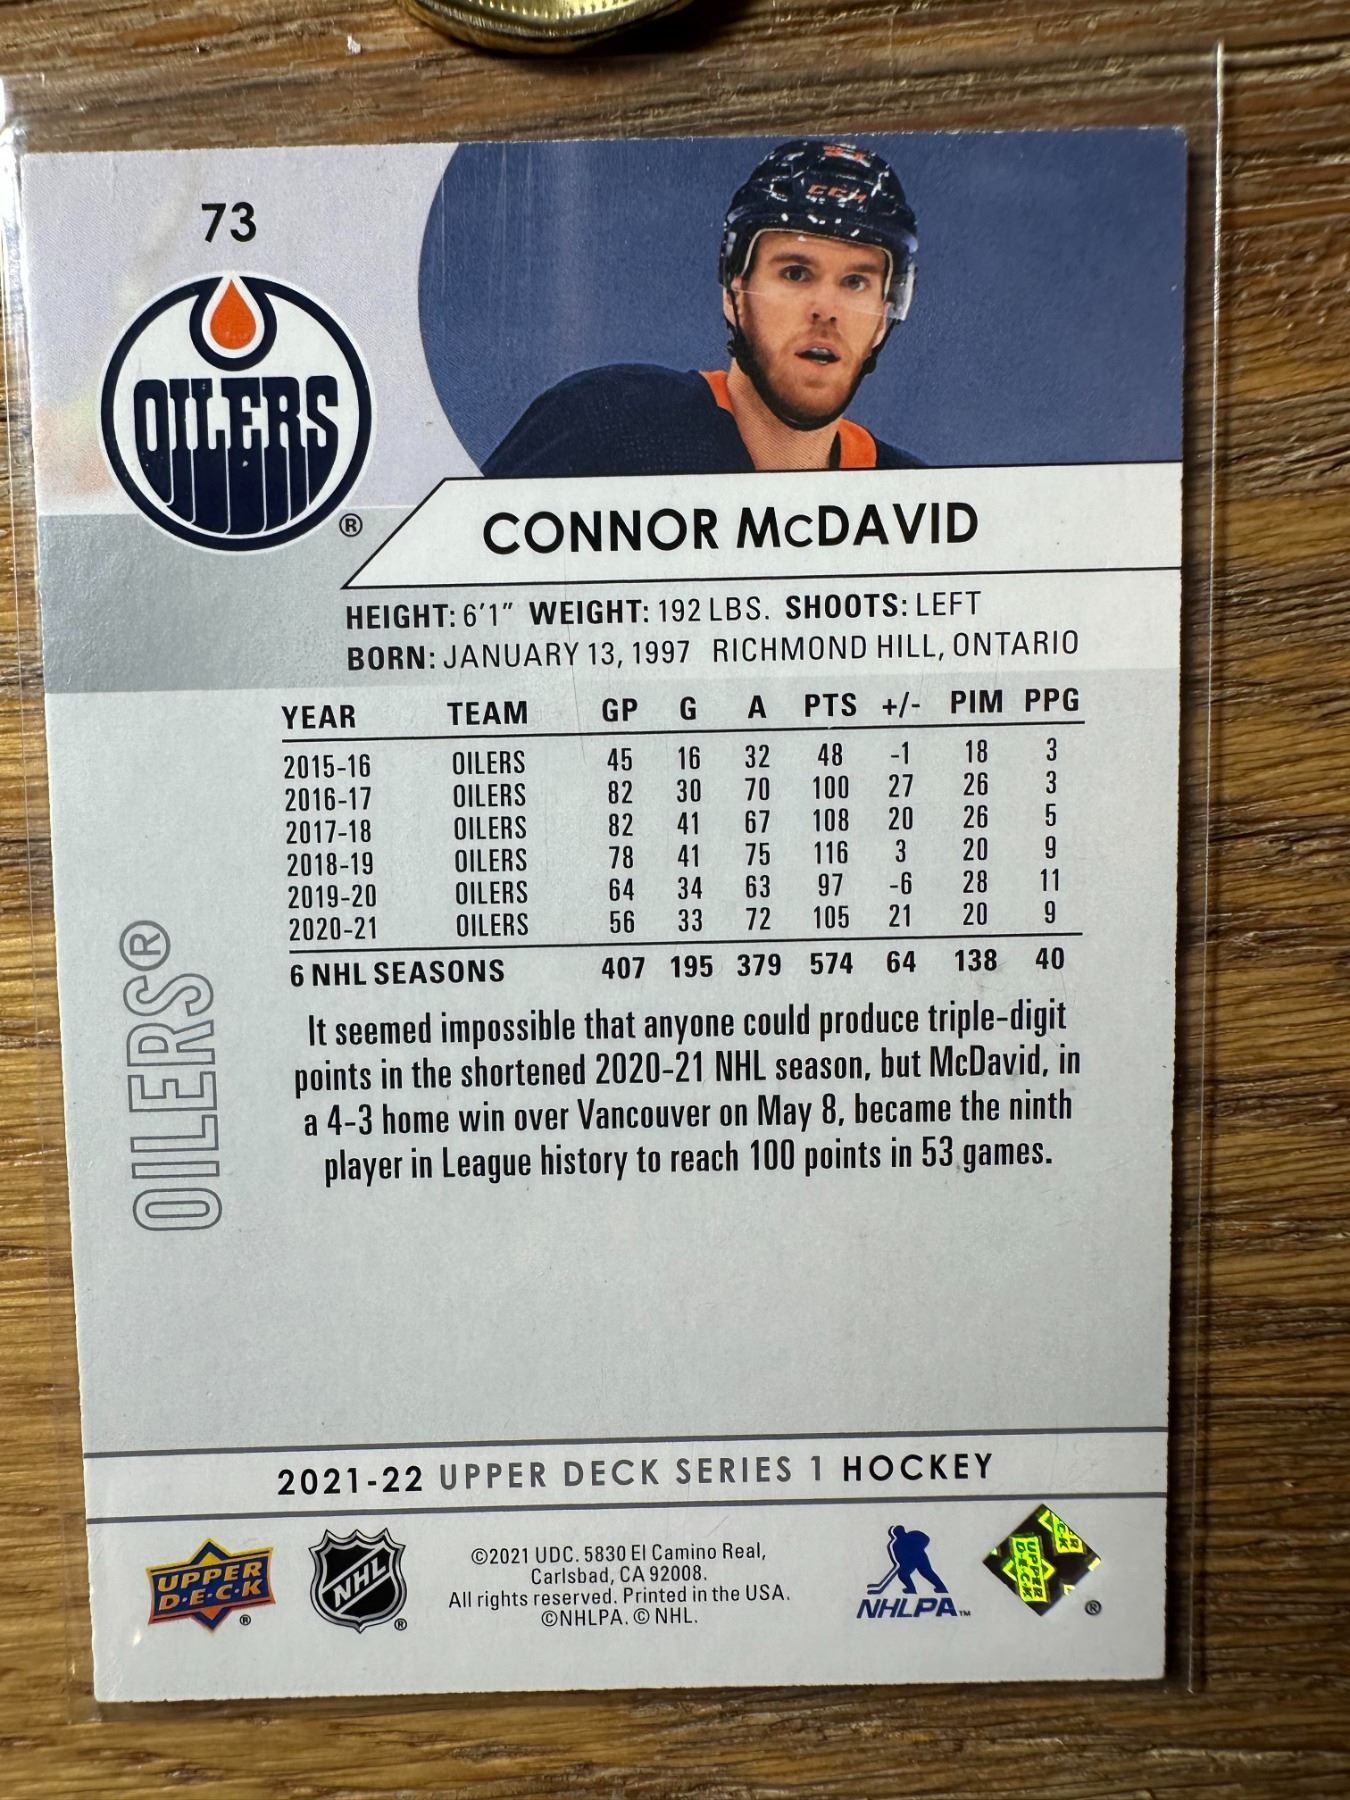 73
CCM
OILERS
®
CONNOR McDAVID
HEIGHT: 6'1" WEIGHT: 192 LBS. SHOOTS: LEFT
BORN: JANUARY 13, 1997 RICHMOND HILL, ONTARIO
YEAR TEAM GP G A PTS +/- PIM PPG
2015-16 OILERS 45 16 32 48 -1 18 3
2016-17 OILERS 82 30 70 100 27 26 3
2017-18 OILERS 82 41 67 108 20 26 5
2018-19 OILERS 78 41 75 116 3 20 9
2019-20 OILERS 64 34 63 97 -6 28 11
2020-21 OILERS 56 33 72 105 21 20 9
6 NHL SEASONS 407 195 379 574 64 138 40
OILERS®
It seemed impossible that anyone could produce triple-digit
points in the shortened 2020-21 NHL season, but McDavid, in
a 4-3 home win over Vancouver on May 8, became the ninth
player in League history to reach 100 points in 53 games.
2021-22 UPPER DECK SERIES 1 HOCKEY
UPPER
D·E·C·K
®
NHL
®
©2021 UDC. 5830 El Camino Real,
Carlsbad, CA 92008.
All rights reserved. Printed in the USA.
©NHLPA. © NHL.
NHLPA™
UPPER
DECK
®